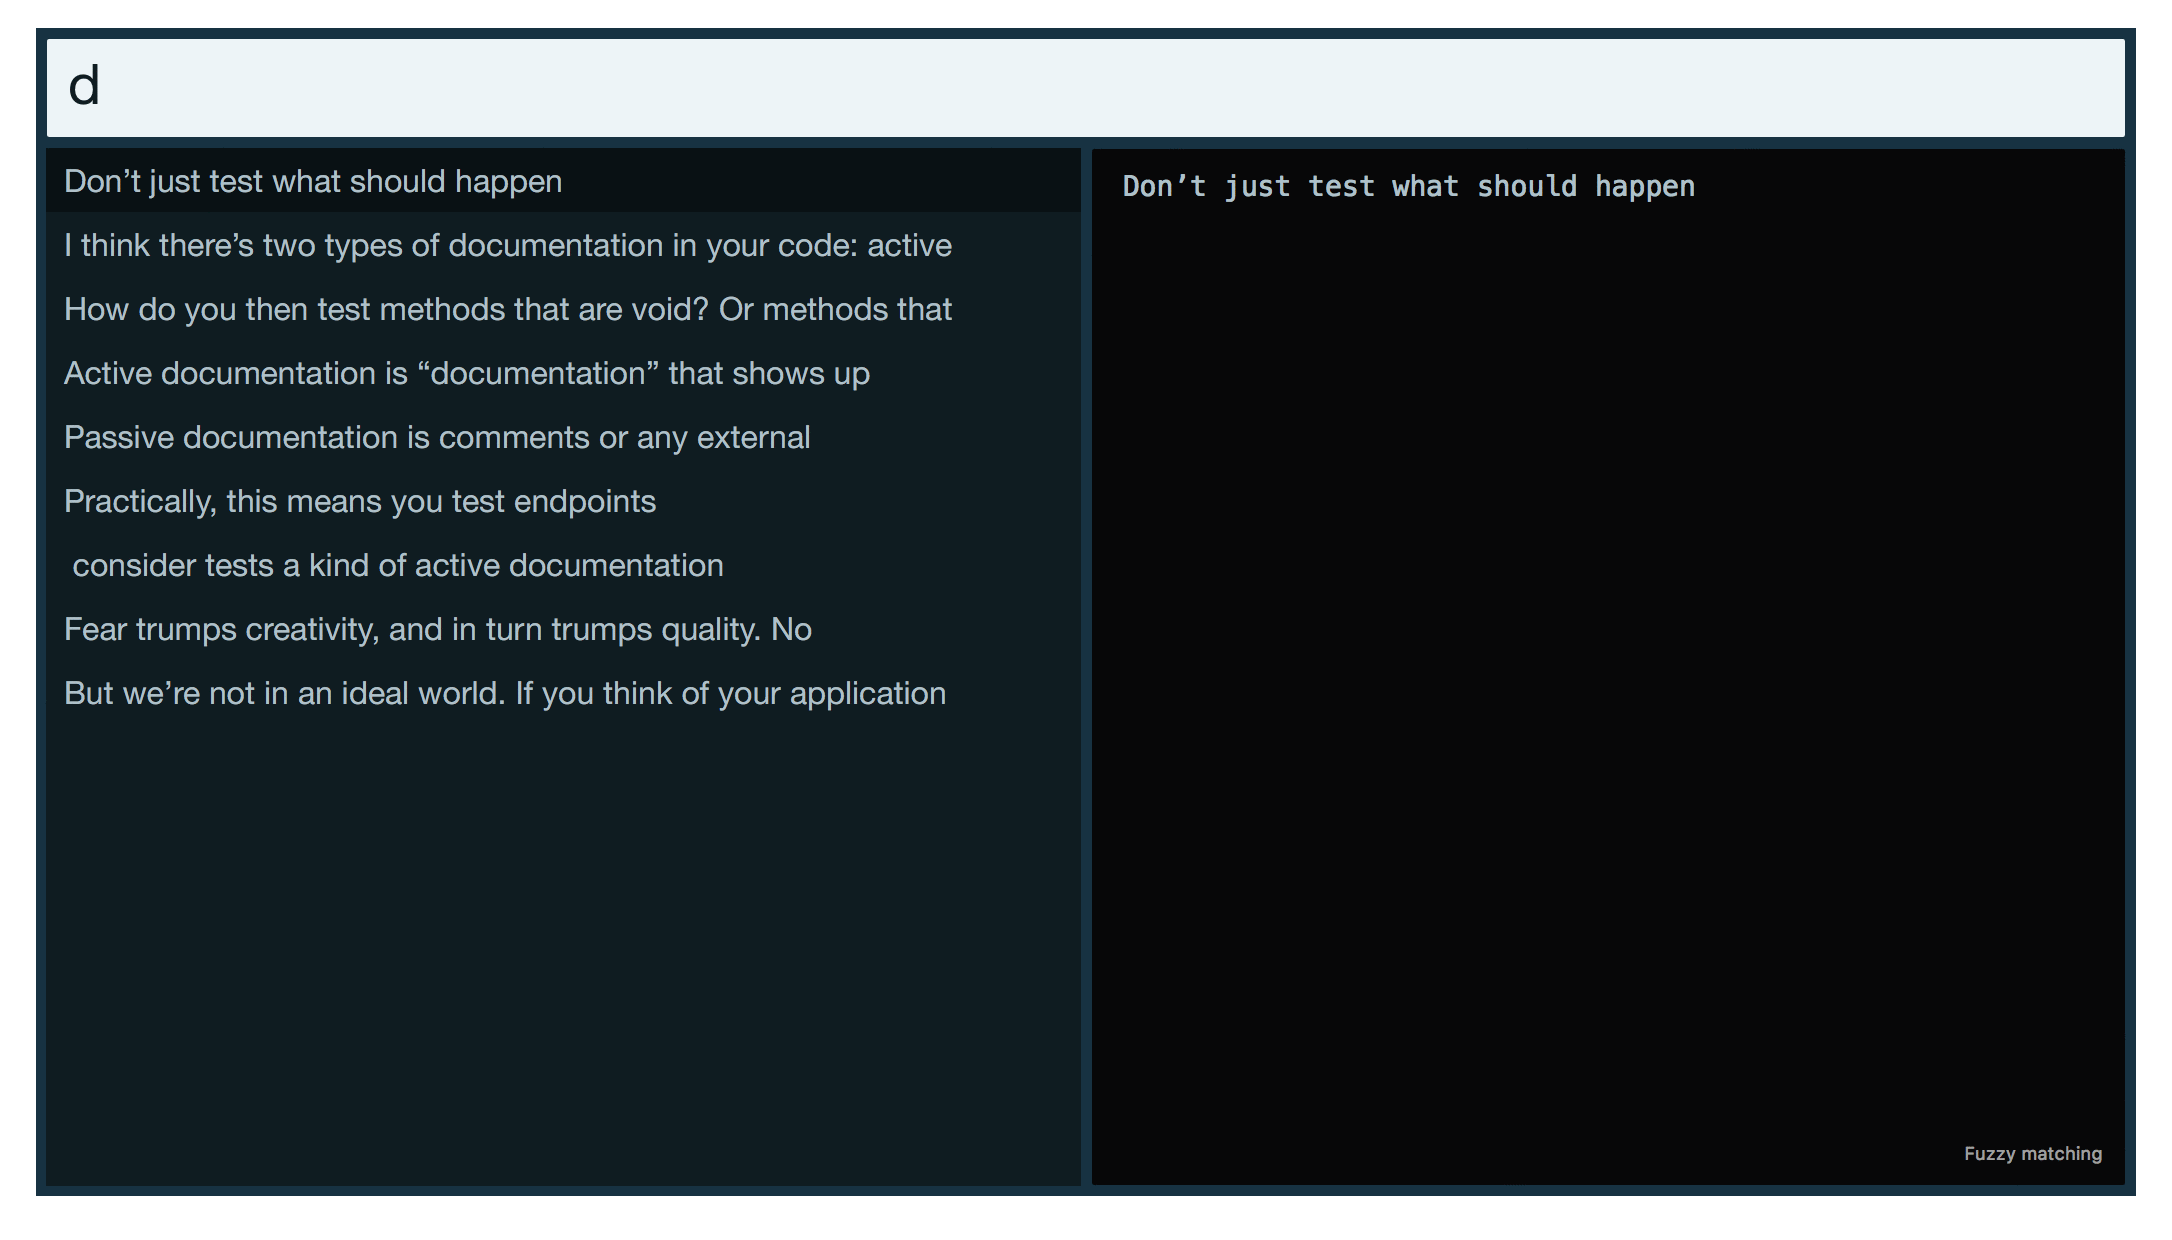 d
Don’t just test what should happen
I think there’s two types of documentation in your code: active
How do you then test methods that are void? Or methods that
Active documentation is “documentation” that shows up
Passive documentation is comments or any external
Practically, this means you test endpoints
consider tests a kind of active documentation
Fear trumps creativity, and in turn trumps quality. No
But we’re not in an ideal world. If you think of your application
Don’t just test what should happen
Fuzzy matching